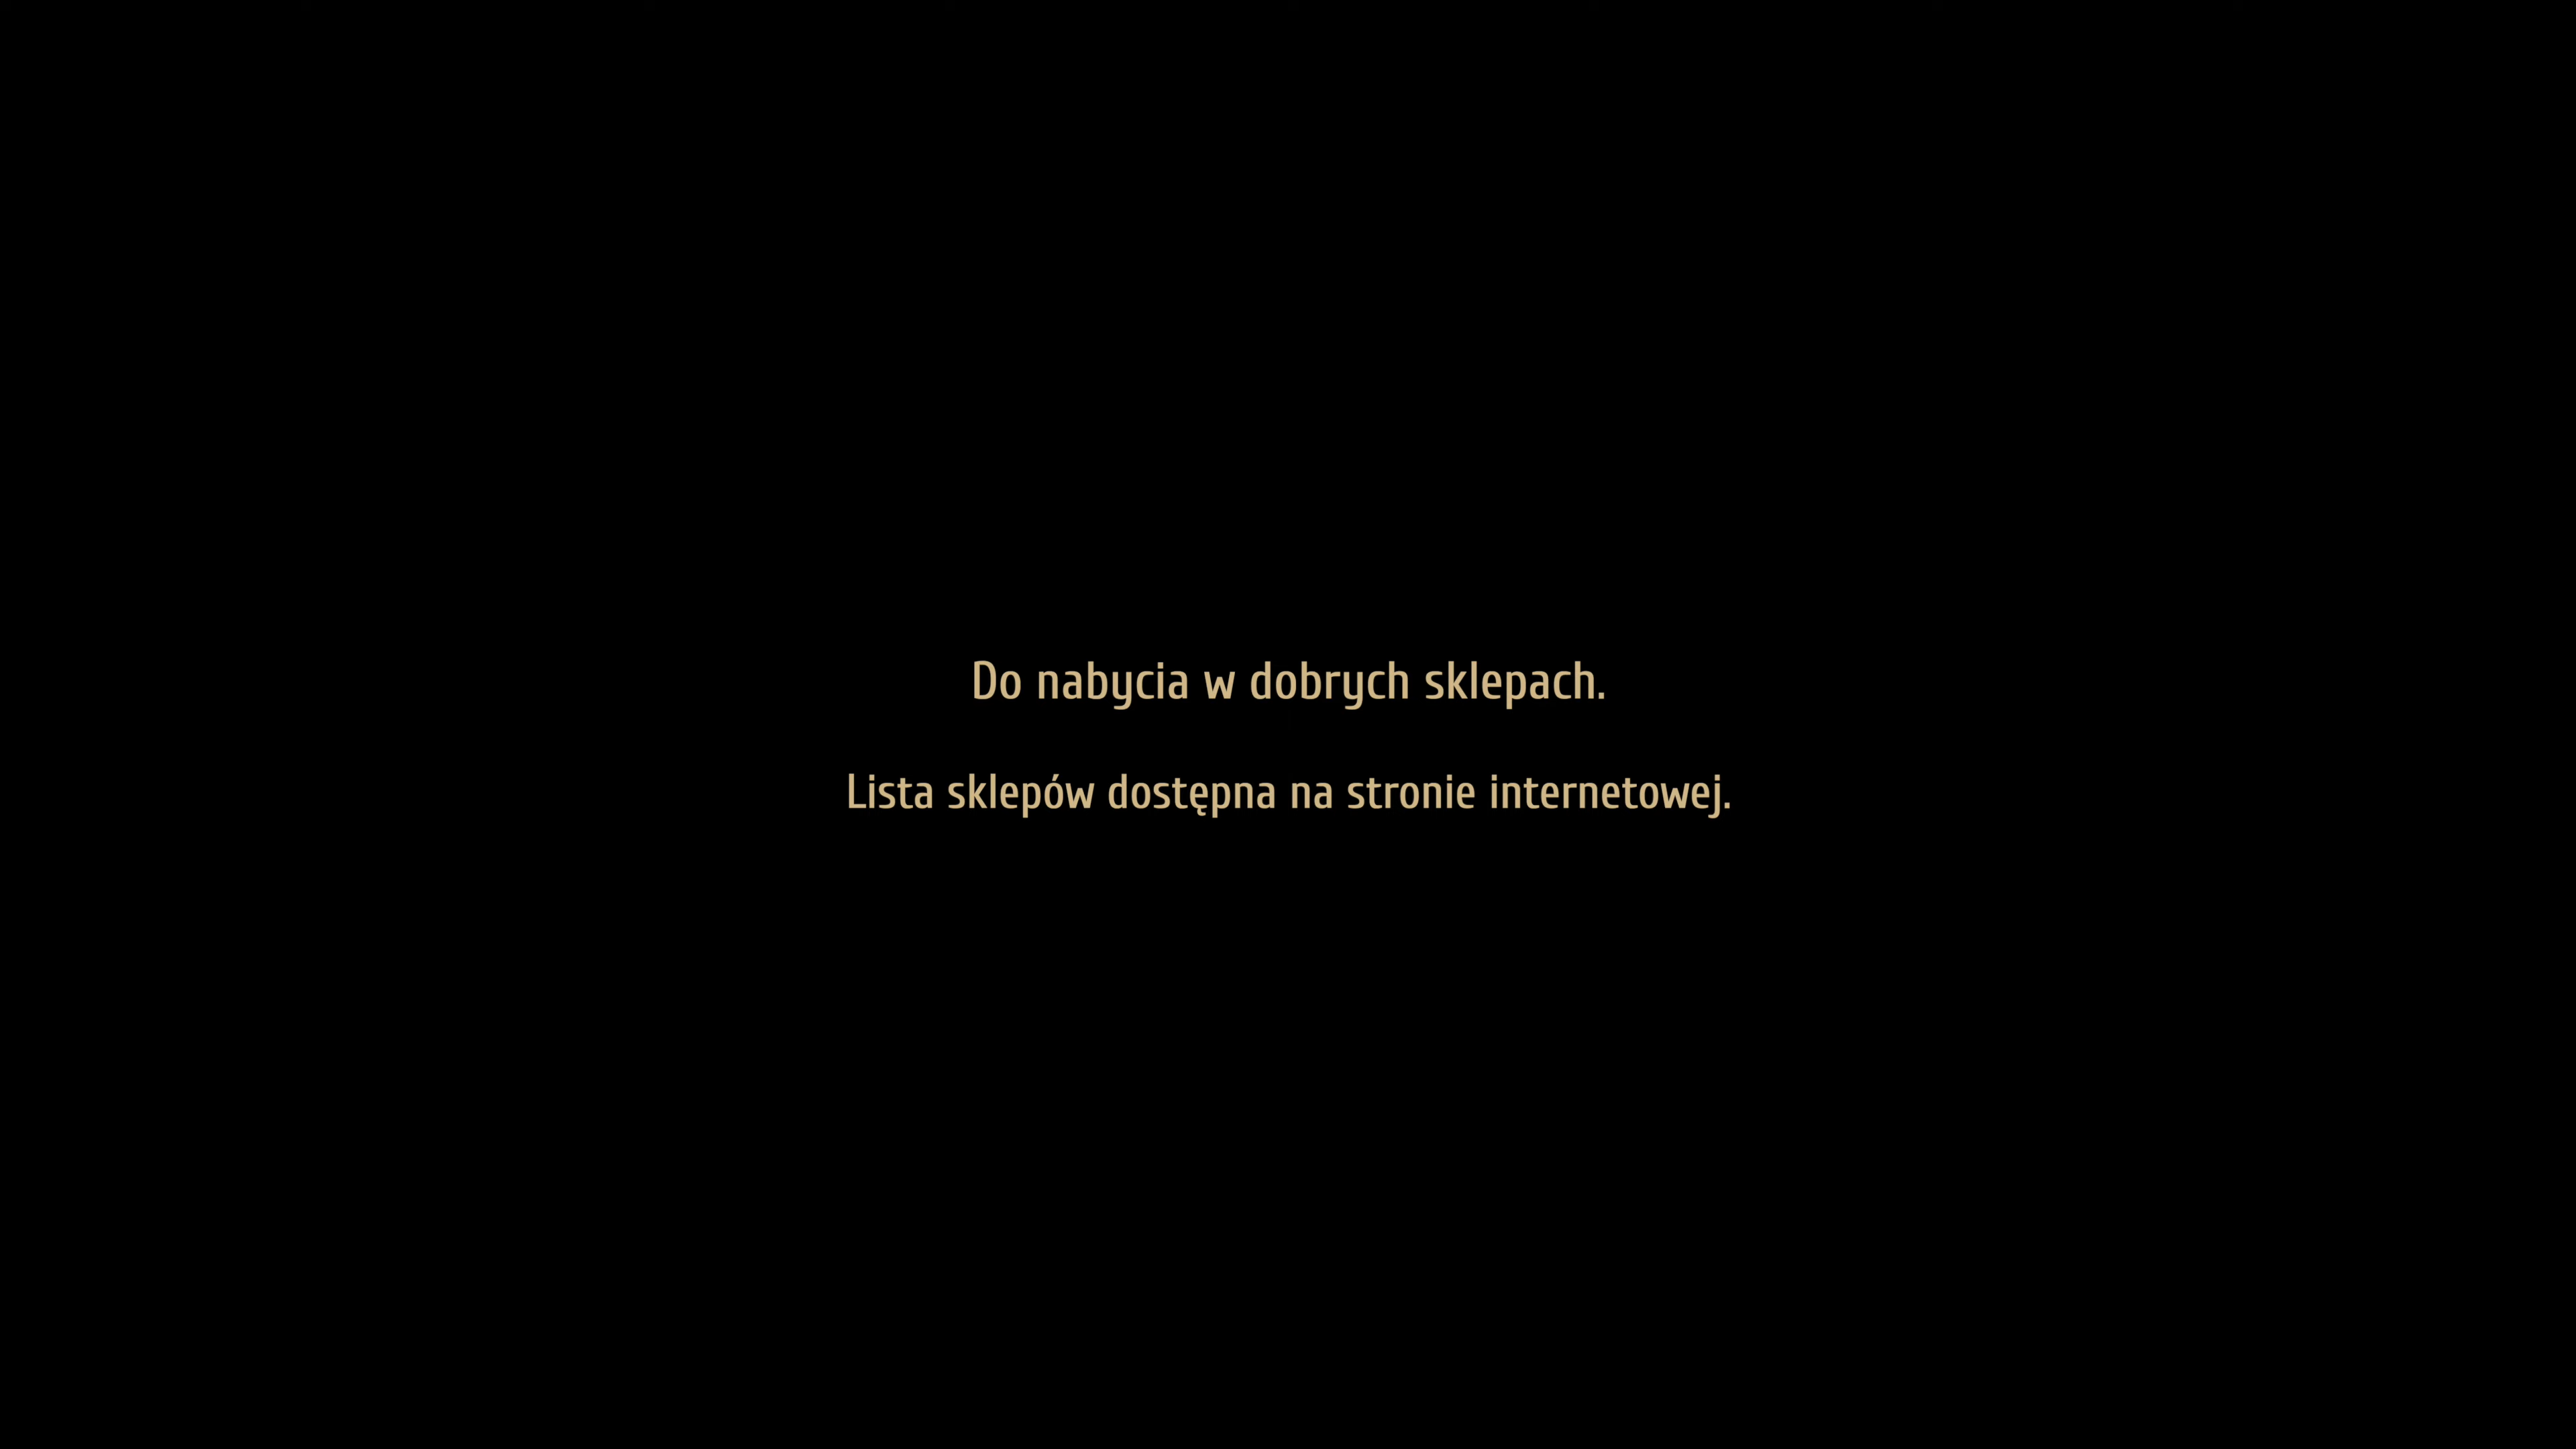 Do nabycia w dobrych sklepach.
Lista sklepów dostępna na stronie internetowej.